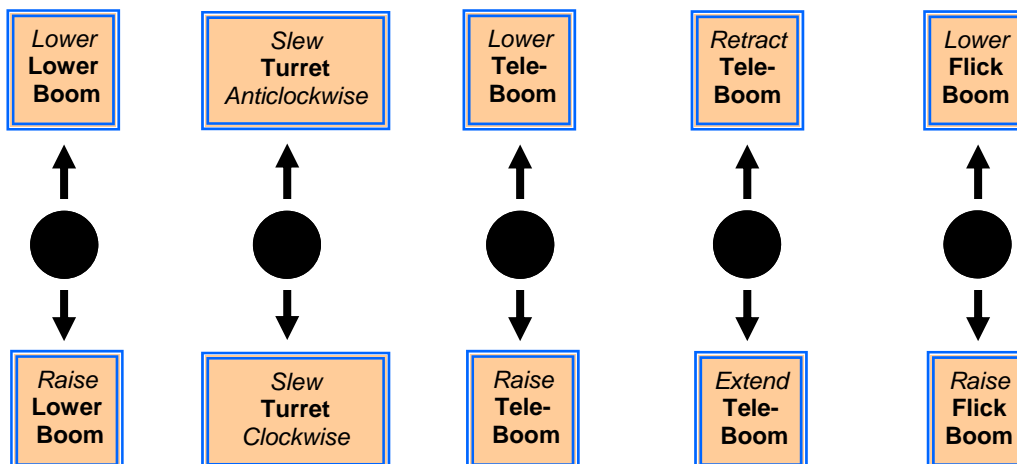 Lower
Lower
Boom
Slew
Turret
Anticlockwise
Lower
Tele-
Boom
Retract
Tele-
Boom
Lower
Flick
Boom
Raise
Lower
Boom
Slew
Turret
Clockwise
Raise
Tele-
Boom
Extend
Tele-
Boom
Raise
Flick
Boom